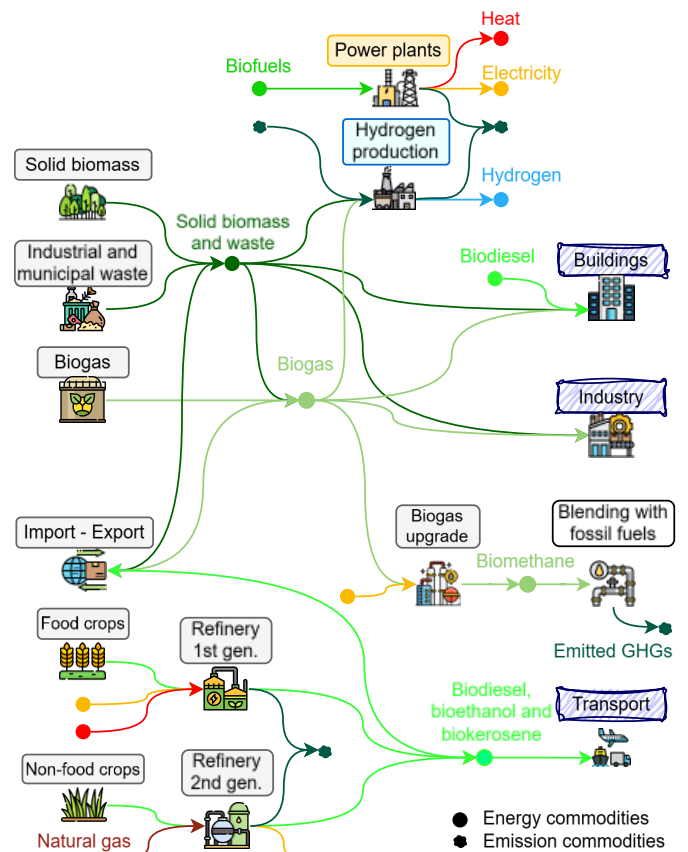 Heat
Power plants
Biofuels
Electricity
Hydrogen
production
Solid biomass
Hydrogen
Solid biomass
and waste
Industrial and
municipal waste
Biodiesel
Buildings
Biogas
Biogas
Industry
Import - Export
Biogas
upgrade
Blending with
fossil fuels
Biomethane
Food crops
Refinery
1st gen.
Emitted GHGs
Biodiesel,
bioethanol and
biokerosene
Transport
Non-food crops
Refinery
2nd gen.
Natural gas
Energy commodities
Emission commodities